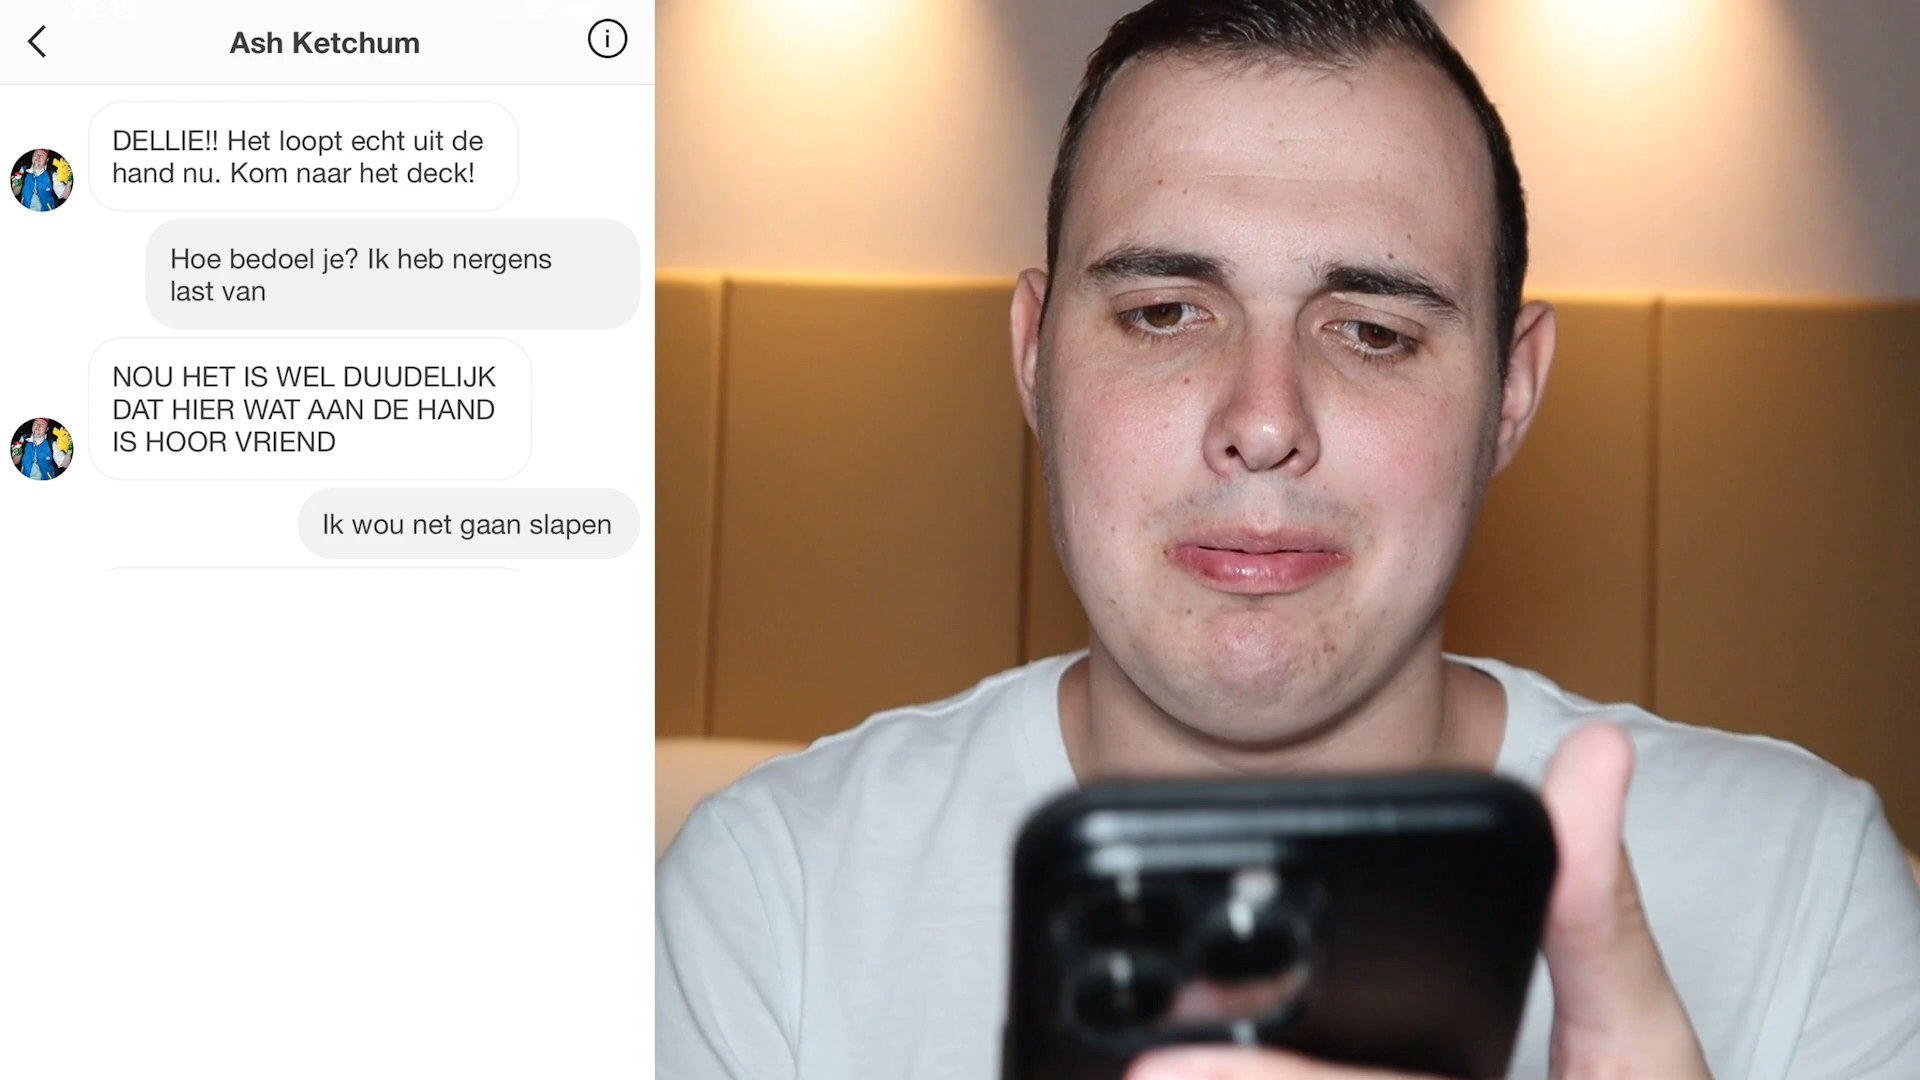 21:16
Ash Ketchum
DELLIE!! Het loopt echt uit de
hand nu. Kom naar het deck!
Hoe bedoel je? Ik heb nergens
last van
NOU HET IS WEL DUUDELIJK
DAT HIER WAT AAN DE HAND
IS HOOR VRIEND
Ik wou net gaan slapen